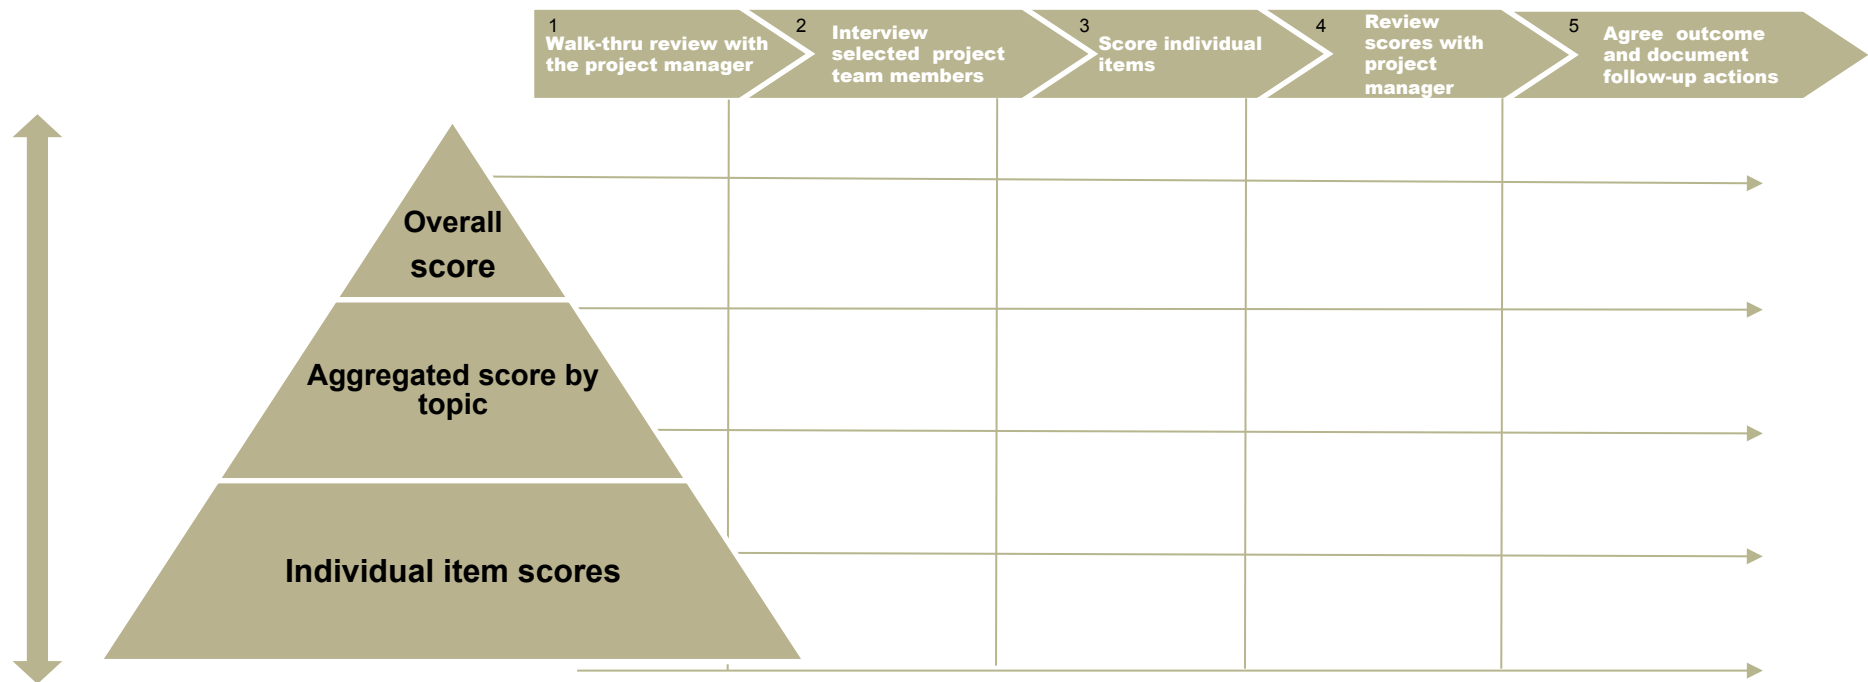 1
Walk-thru review with
the project manager
2
Interview
selected project
team members
3
Score individual
items
4
Review
scores with
project
manager
5
Agree outcome
and document
follow-up actions
Overall
score
Aggregated score by
topic
Individual item scores